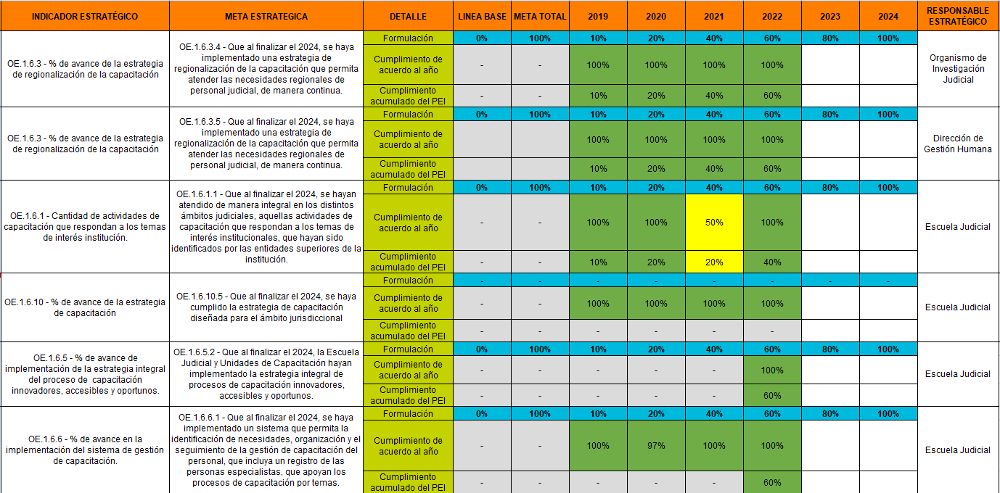 INDICADOR ESTRATÉGICO META ESTRATEGICA DETALLE LINEA BASE META TOTAL 2019 2020 2021 2022 2023 2024 RESPONSABLE
ESTRATÉGICO
OE.1.6.3 - % de avance de la estrategia
de regionalización de la capacitación
OE.1.6.3.4 - Que al finalizar el 2024, se haya
implementado una estrategia de
regionalización de la capacitación que permita
atender las necesidades regionales de
personal judicial, de manera continua.
Formulación 0% 100% 10% 20% 40% 60% 80% 100%
Cumplimiento de
acuerdo al año
- - 100% 100% 100% 100%
Cumplimiento
acumulado del PEI
- - 10% 20% 40% 60%
Organismo de
Investigación
Judicial
OE.1.6.3 - % de avance de la estrategia
de regionalización de la capacitación
OE.1.6.3.5 - Que al finalizar el 2024, se haya
implementado una estrategia de
regionalización de la capacitación que permita
atender las necesidades regionales de
personal judicial, de manera continua.
Formulación 0% 100% 10% 20% 40% 60% 80% 100%
Cumplimiento de
acuerdo al año
100% 100% 100% 100%
Cumplimiento
acumulado del PEI
10% 20% 40% 60%
Dirección de
Gestión Humana
OE.1.6.1 - Cantidad de actividades de
capacitación que respondan a los temas
de interés institución.
OE.1.6.1.1 - Que al finalizar el 2024, se hayan
atendido de manera integral en los distintos
ámbitos judiciales, aquellas actividades de
capacitación que respondan a los temas de
interés institucionales, que hayan sido
identificados por las entidades superiores de la
institución.
Formulación 0% 100% 10% 20% 40% 60% 80% 100%
Cumplimiento de
acuerdo al año
- - 100% 100% 50% 100%
Cumplimiento
acumulado del PEI
- - 10% 20% 20% 40%
Escuela Judicial
OE.1.6.10 - % de avance de la estrategia
de capacitación
OE.1.6.10.5 - Que al finalizar el 2024, se haya
cumplido la estrategia de capacitación
diseñada para el ámbito jurisdiccional
Formulación - - - - - - - -
Cumplimiento de
acuerdo al año
100% 100% 100% 100%
Cumplimiento
acumulado del PEI
- - - - - -
Escuela Judicial
OE.1.6.5 - % de avance de
implementación de la estrategia integral
del proceso de capacitación
innovadores, accesibles y oportunos.
OE.1.6.5.2 - Que al finalizar el 2024, la Escuela
Judicial y Unidades de Capacitación hayan
implementado la estrategia integral de
procesos de capacitación innovadores,
accesibles y oportunos.
Formulación 0% 100% 10% 20% 40% 60% 80% 100%
Cumplimiento de
acuerdo al año
- - - - - 100%
Cumplimiento
acumulado del PEI
- - - - - 60%
Escuela Judicial
OE.1.6.6 - % de avance en la
implementación del sistema de gestión
de capacitación.
OE.1.6.6.1 - Que al finalizar el 2024, se haya
implementado un sistema que permita la
identificación de necesidades, organización y el
seguimiento de la gestión de capacitación del
personal, que incluya un registro de las
personas especialistas, que apoyan los
procesos de capacitación por temas.
Formulación 0% 100% 10% 20% 40% 60% 80% 100%
Cumplimiento de
acuerdo al año
- - 100% 97% 100% 100%
Cumplimiento
acumulado del PEI
- - - - - 60%
Escuela Judicial